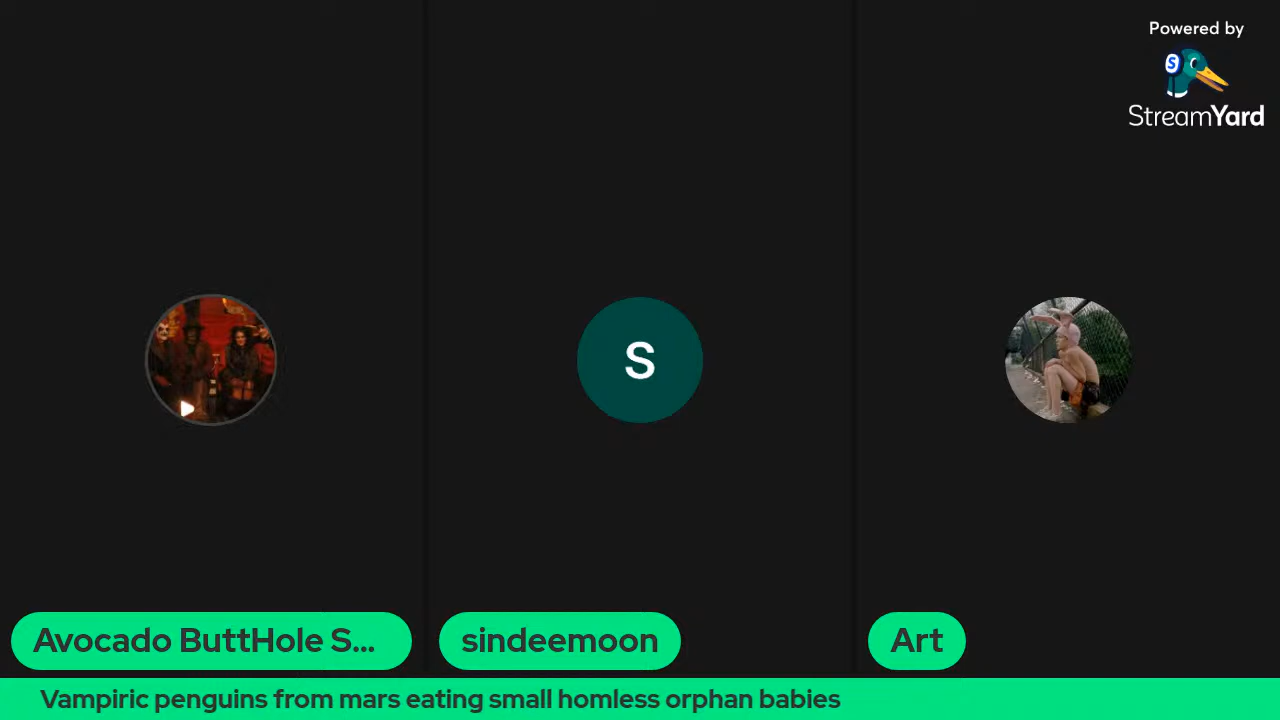 Powered by
S
StreamYard
S
Avocado ButtHole S...
sindeemoon
Art
Vampiric penguins from mars eating small homless orphan babies